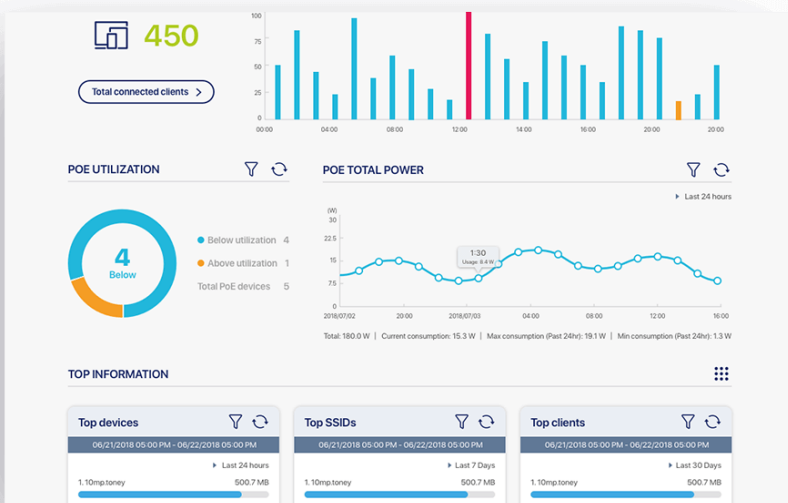 450
Total connected clients
100
75
50
25
0
00:00 04:00 08:00 12:00 14:00 16:00 20:00 20:00
POE UTILIZATION
4
Below
Below utilization 4
Above utilization 1
Total PoE devices 5
POE TOTAL POWER
Last 24 hours
(W)
30
22.5
15
7.5
0
1:30
Usage: 8.4 W
2018/07/02 20:00 2018/07/03 04:00 08:00 12:00 16:00
Total: 180.0 W | Current consumption: 15.3 W | Max consumption (Past 24hr): 19.1 W | Min consumption (Past 24hr): 1.3 W
TOP INFORMATION
Top devices
06/21/2018 05:00 PM - 06/22/2018 05:00 PM
Last 24 hours
1. 10mp.toney 500.7 MB
Top SSIDs
06/21/2018 05:00 PM - 06/22/2018 05:00 PM
Last 7 Days
1. 10mp.toney 500.7 MB
Top clients
06/21/2018 05:00 PM - 06/22/2018 05:00 PM
Last 30 Days
1. 10mp.toney 500.7 MB